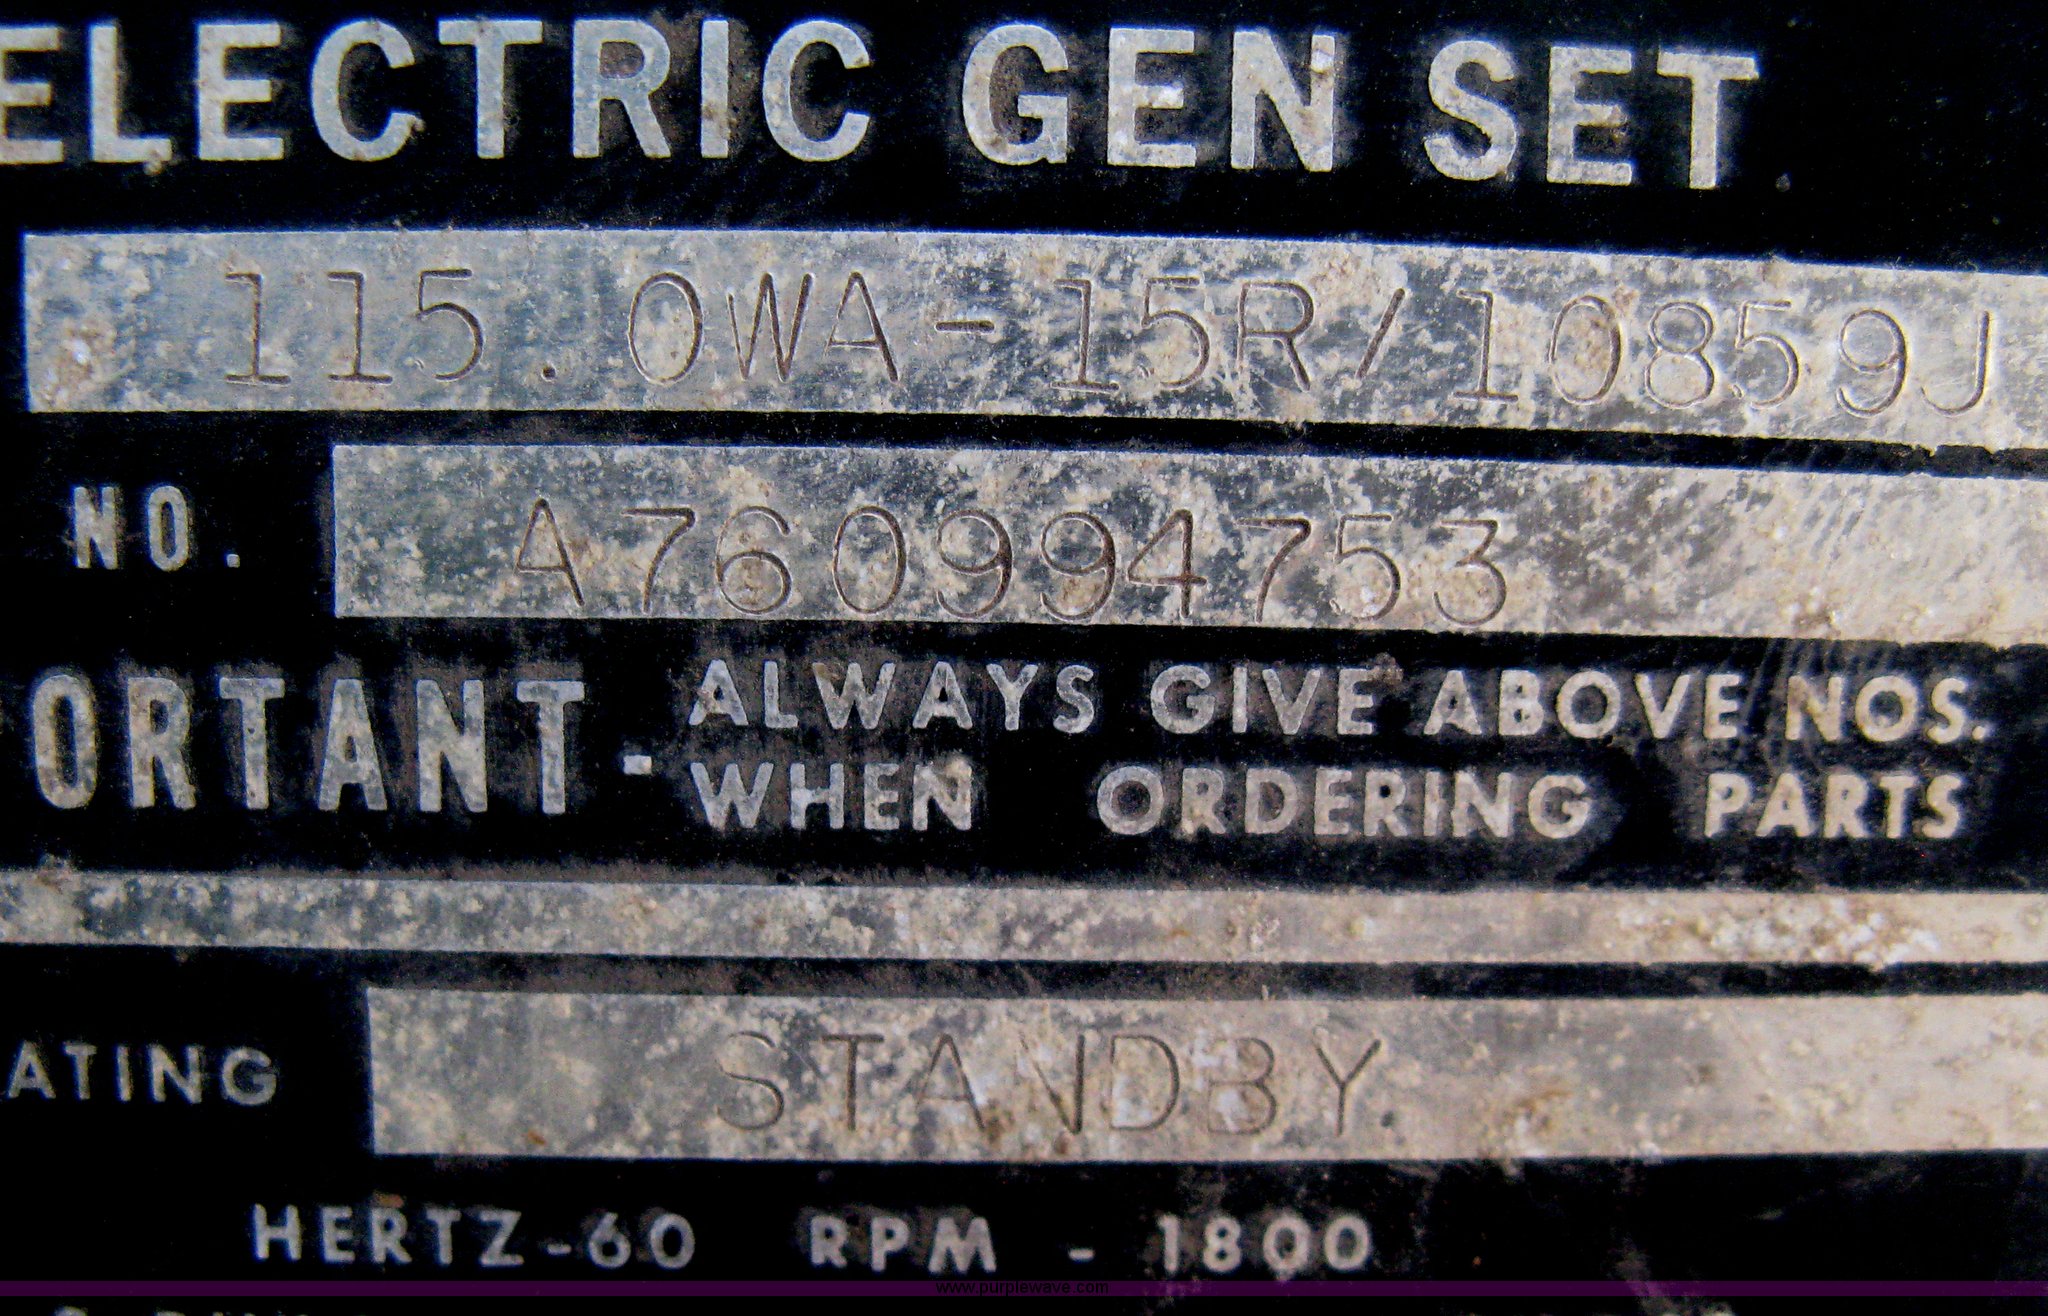 ELECTRIC GEN SET
115.0WA-15R/10859J
NO. A760994753
ORTANT- ALWAYS GIVE ABOVE NOS.
WHEN ORDERING PARTS
ATING STANDBY
HERTZ-60 RPM - 1800
www.purplewave.com